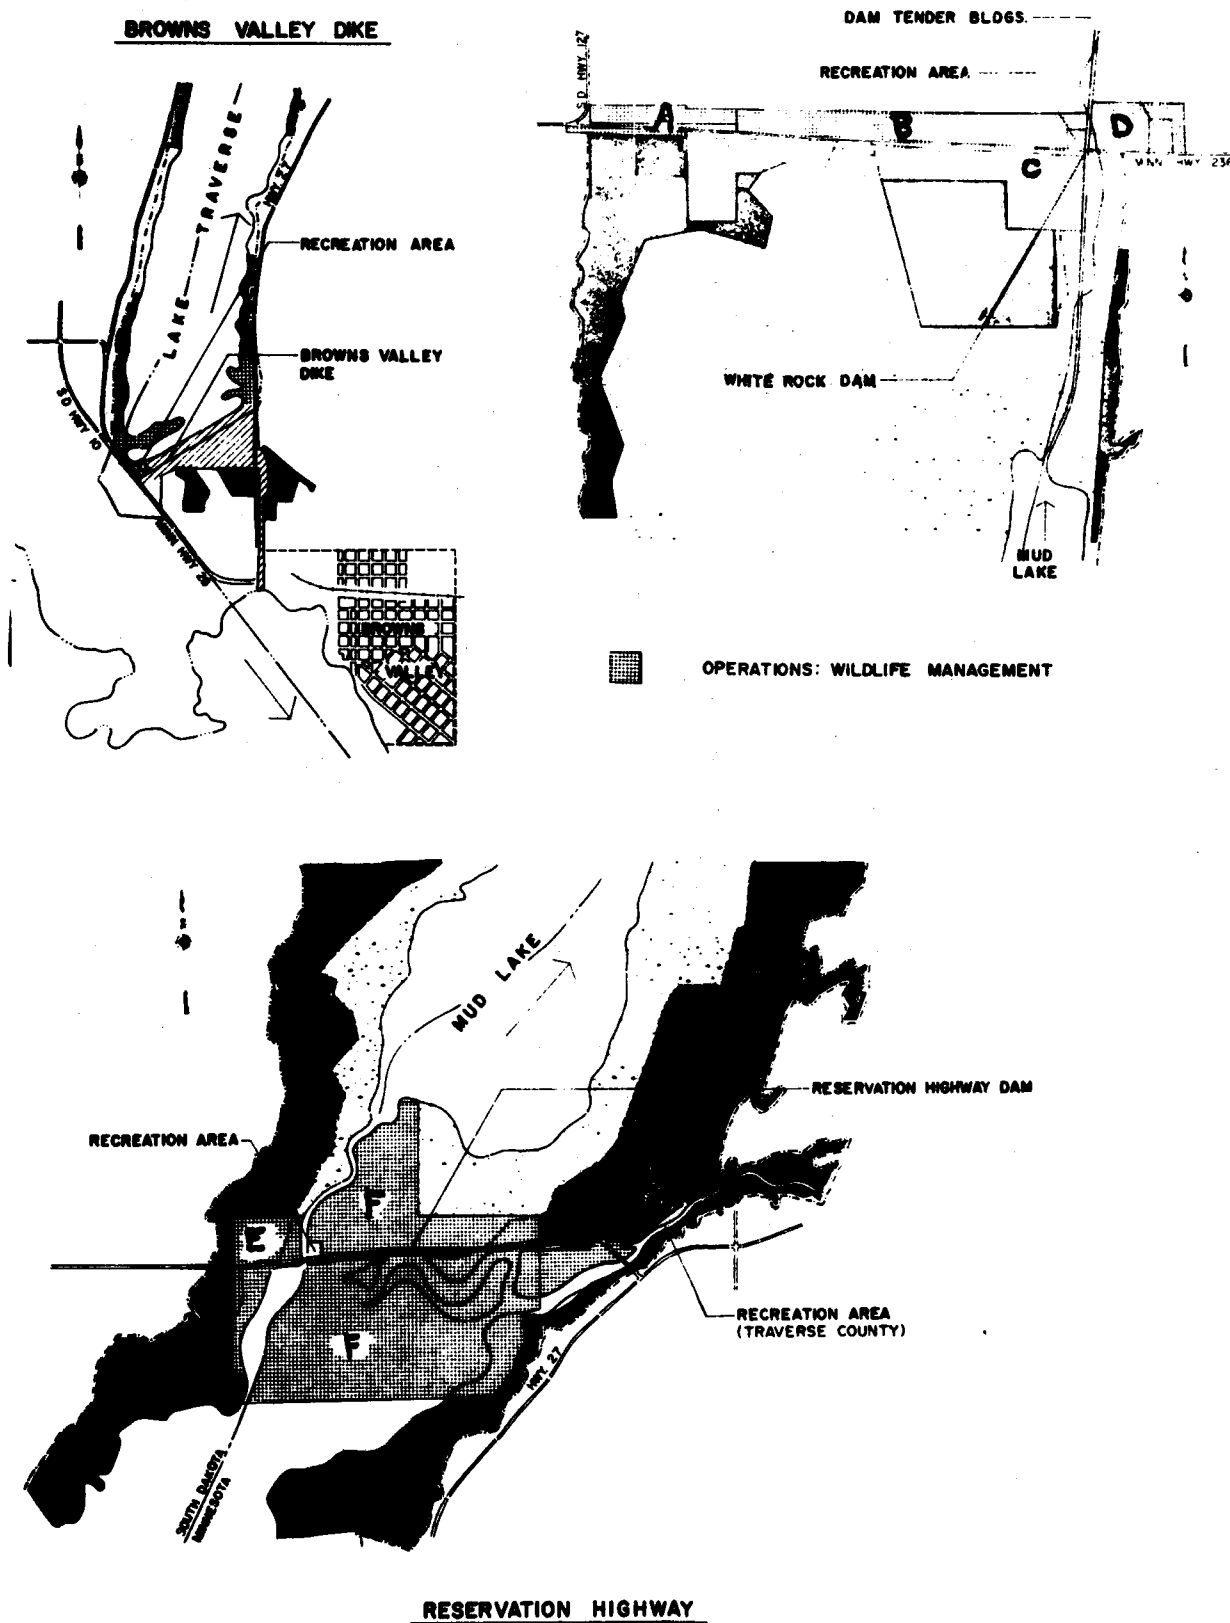 BROWNS VALLEY DIKE
LAKE TRAVERSE
HWY. 27
RECREATION AREA
BROWNS VALLEY
DIKE
S D HWY 10
MINN HWY 28
BROWNS
VALLEY
DAM TENDER BLDGS.
RECREATION AREA
S D HWY 127
A
B
C
D
MINN HWY 236
WHITE ROCK DAM
MUD
LAKE
OPERATIONS: WILDLIFE MANAGEMENT
MUD LAKE
RESERVATION HIGHWAY DAM
RECREATION AREA
E
F
F
RECREATION AREA
(TRAVERSE COUNTY)
HWY. 27
SOUTH DAKOTA
MINNESOTA
RESERVATION HIGHWAY